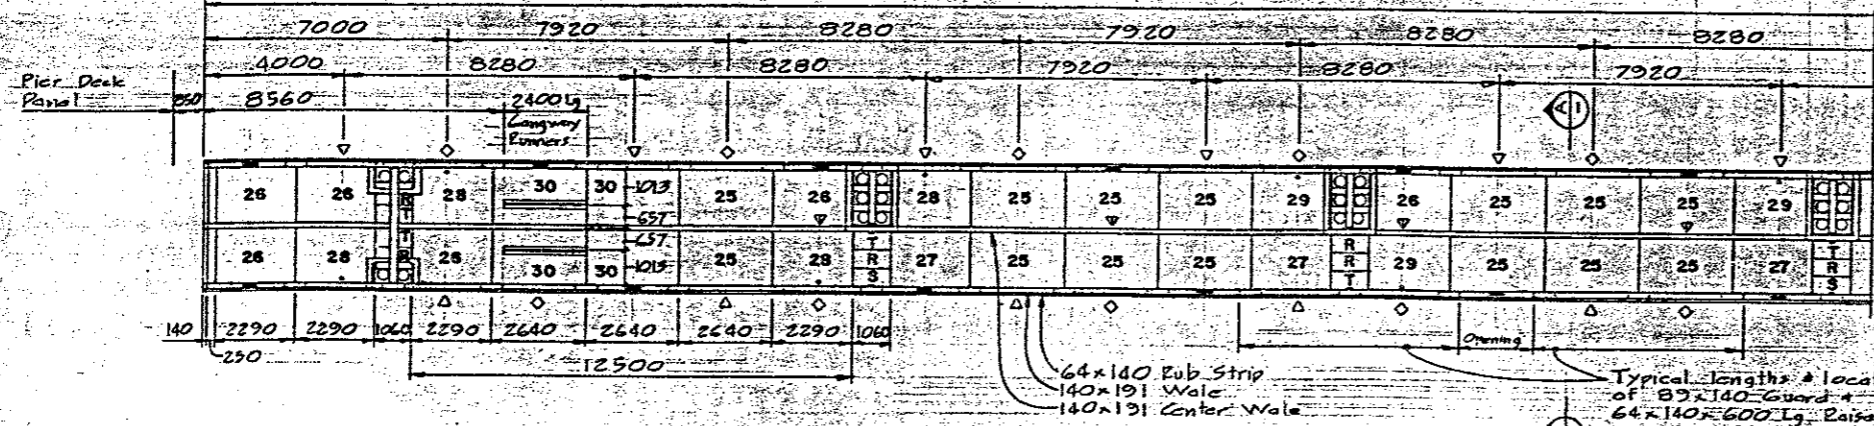 7000 7920 8280 7920 8280 8280
4000 8280 8280 7920 8280 7920
Pier Deck
Panel
850 8560 2400 Lg
Gangway
Runners
A 1
26 26 28 30 30 1013 25 26 28 25 25 25 29 26 25 25 25 29
R T
657
657
26 28 T R 26 30 30 1013 25 28 T R S 27 25 25 25 27 R R T 29 25 25 25 27 T R S
140 2290 2290 1060 2290 2640 2640 2640 2290 1060
Opening
250
12500
64x140 Rub Strip
140x191 Wale
140x191 Center Wale
Typical lengths & loca
of 89x140 Guard &
64x140x600 Lg. Raise